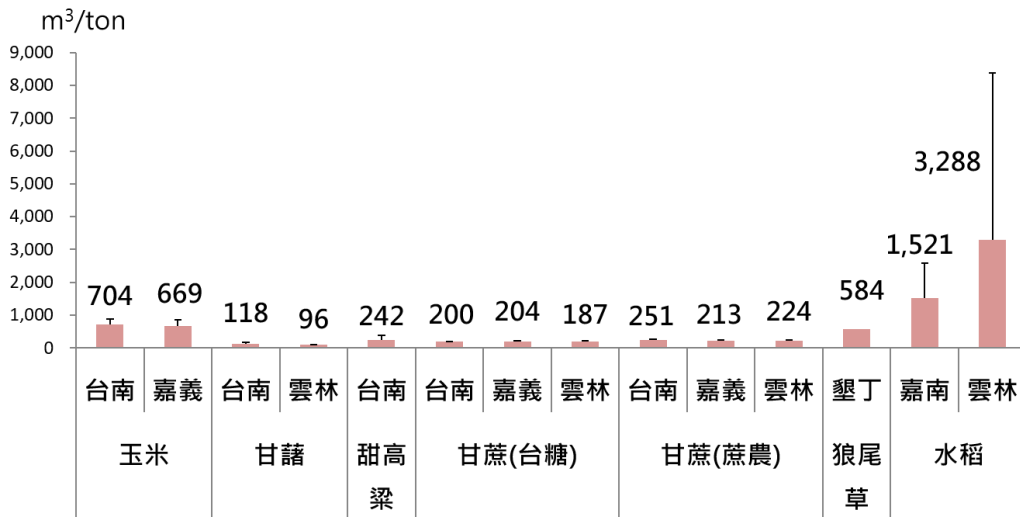 m³/ton
9,000
8,000
7,000
6,000
5,000
4,000
3,000
2,000
1,000
0
704
669
118
96
242
200
204
187
251
213
224
584
1,521
3,288
台南
嘉義
台南
雲林
台南
台南
嘉義
雲林
台南
嘉義
雲林
墾丁
嘉南
雲林
玉米
甘藷
甜高
粱
甘蔗(台糖)
甘蔗(蔗農)
狼尾
草
水稻